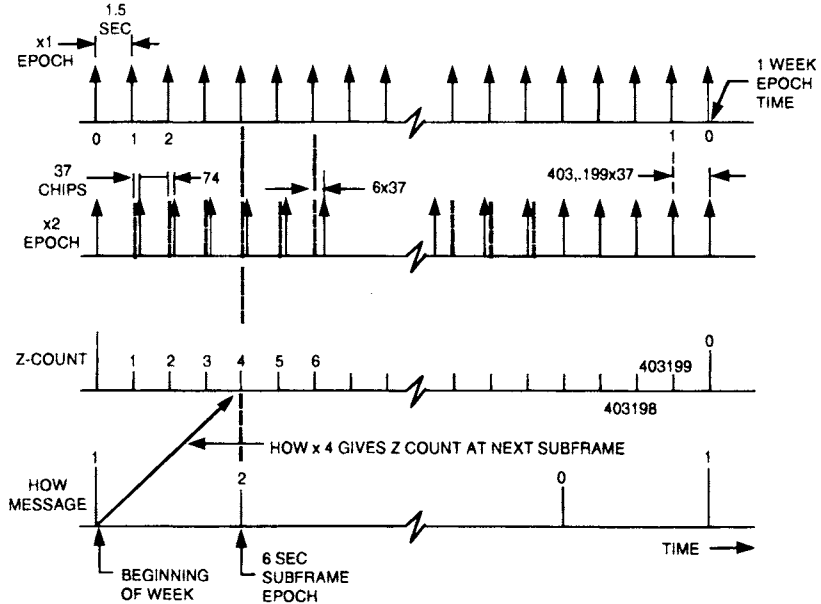 1.5
SEC
x1
EPOCH
1 WEEK
EPOCH
TIME
0 1 2 1 0
37
CHIPS
74
6x37
403,.199x37
x2
EPOCH
Z-COUNT
1 2 3 4 5 6
0
403199
403198
HOW x 4 GIVES Z COUNT AT NEXT SUBFRAME
HOW
MESSAGE
1 2 0 1
TIME
BEGINNING
OF WEEK
6 SEC
SUBFRAME
EPOCH